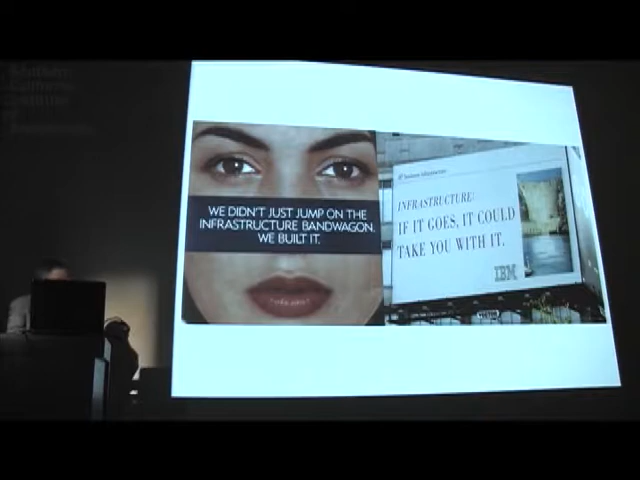 WE DIDN'T JUST JUMP ON THE
INFRASTRUCTURE BANDWAGON.
WE BUILT IT.
INFRASTRUCTURE:
IF IT GOES, IT COULD
TAKE YOU WITH IT.
IBM